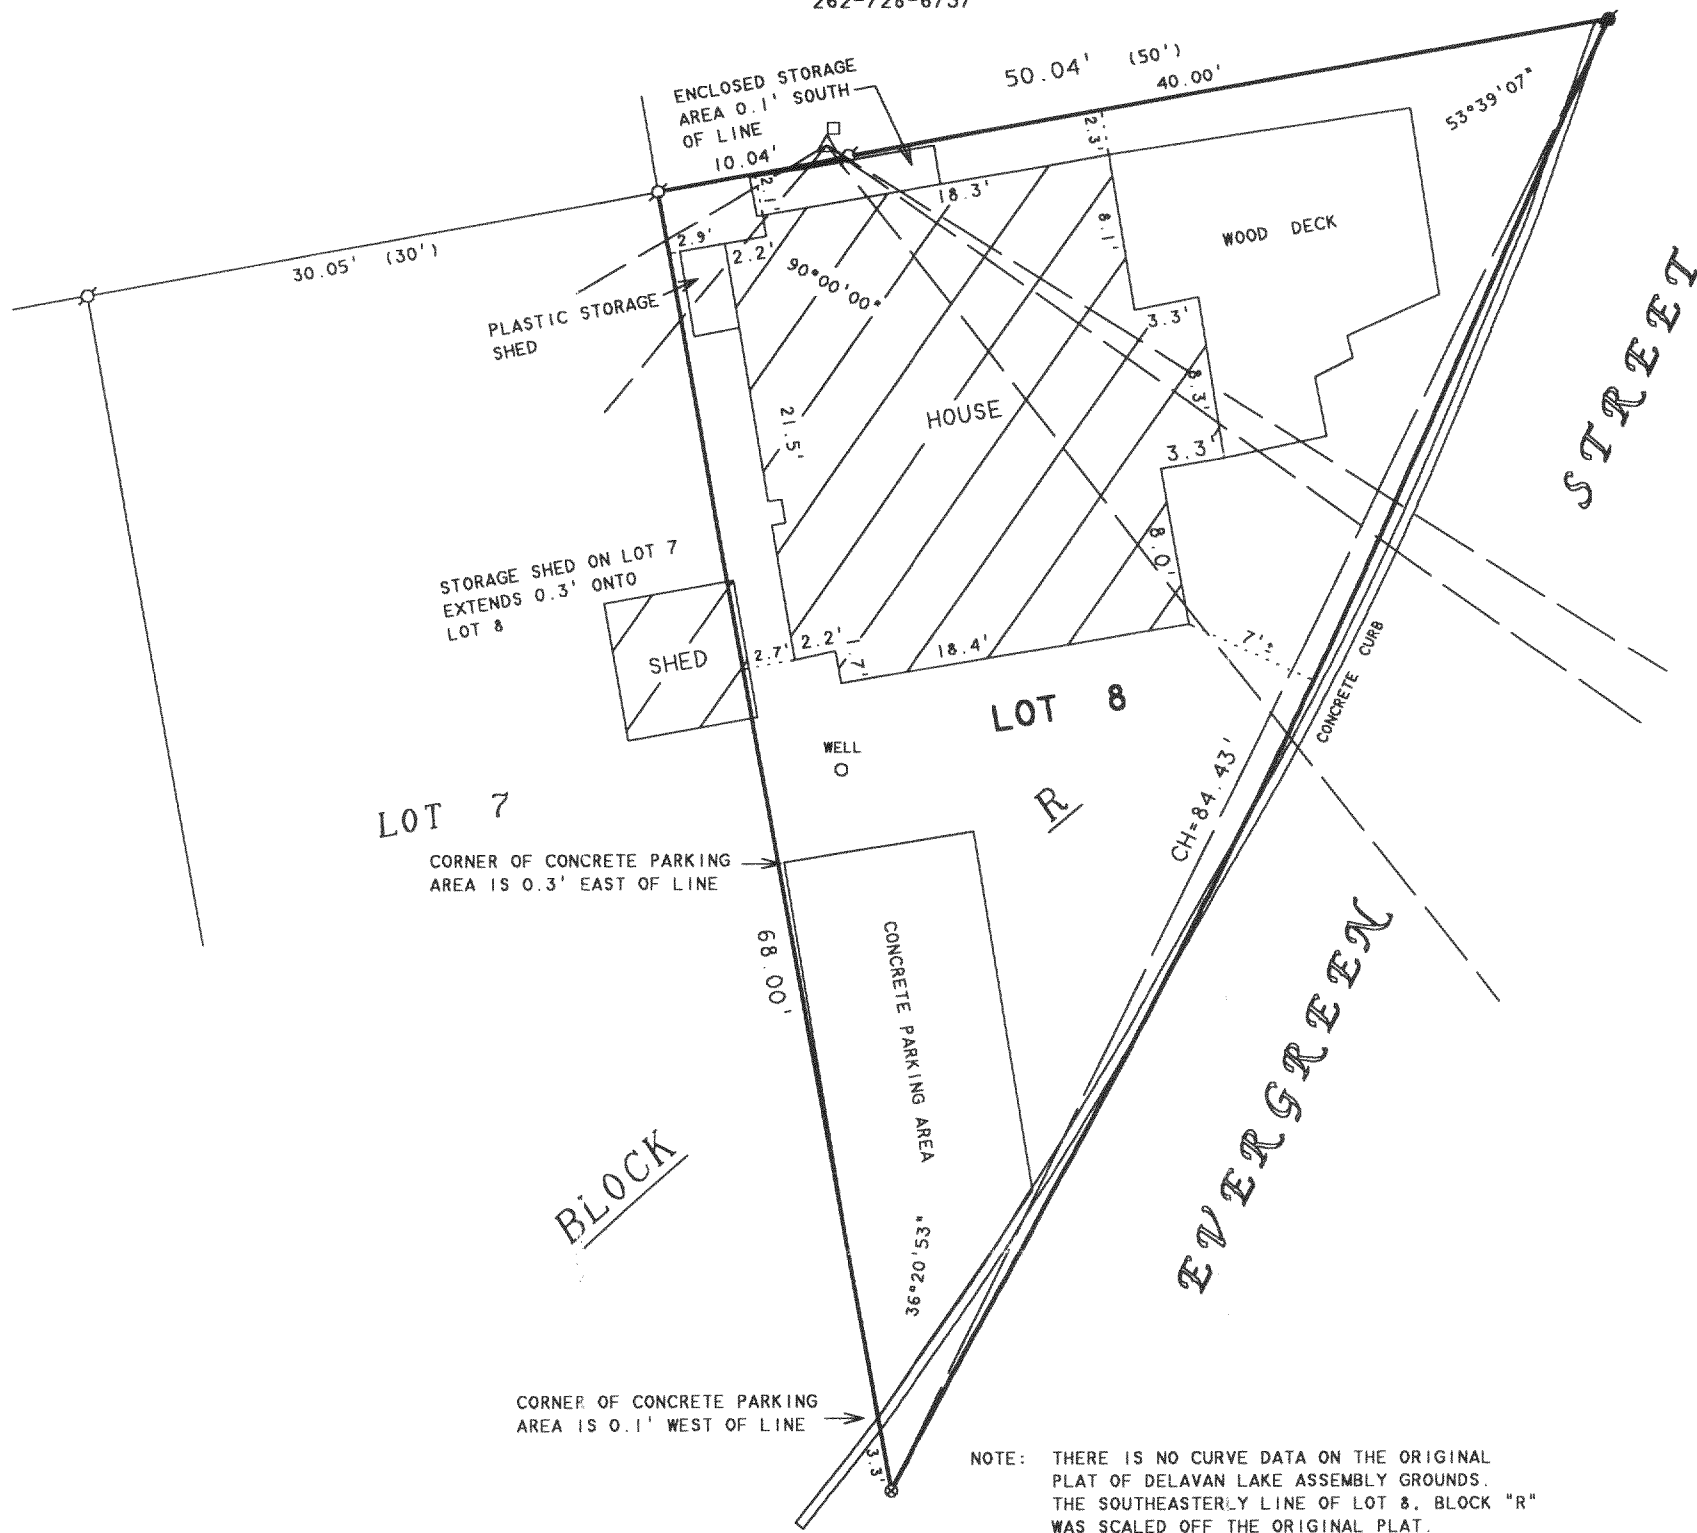 262-728-6737
ENCLOSED STORAGE
AREA 0.1' SOUTH
OF LINE
50.04' (50')
40.00'
53°39'07"
10.04'
2.3'
2.1'
18.3'
2.9'
2.2'
8.1'
WOOD DECK
30.05' (30')
90°00'00"
PLASTIC STORAGE
SHED
3.3'
HOUSE
8.3'
21.5'
3.3'
STREET
8.0'
STORAGE SHED ON LOT 7
EXTENDS 0.3' ONTO
LOT 8
SHED
2.7'
2.2'
.7'
18.4'
7'±
CONCRETE CURB
LOT 8
WELL
CH=84.43'
R
LOT 7
CORNER OF CONCRETE PARKING
AREA IS 0.3' EAST OF LINE
68.00'
CONCRETE PARKING AREA
EVERGREEN
BLOCK
36°20'53"
CORNER OF CONCRETE PARKING
AREA IS 0.1' WEST OF LINE
3.3'
NOTE: THERE IS NO CURVE DATA ON THE ORIGINAL
PLAT OF DELAVAN LAKE ASSEMBLY GROUNDS.
THE SOUTHEASTERLY LINE OF LOT 8, BLOCK "R"
WAS SCALED OFF THE ORIGINAL PLAT.